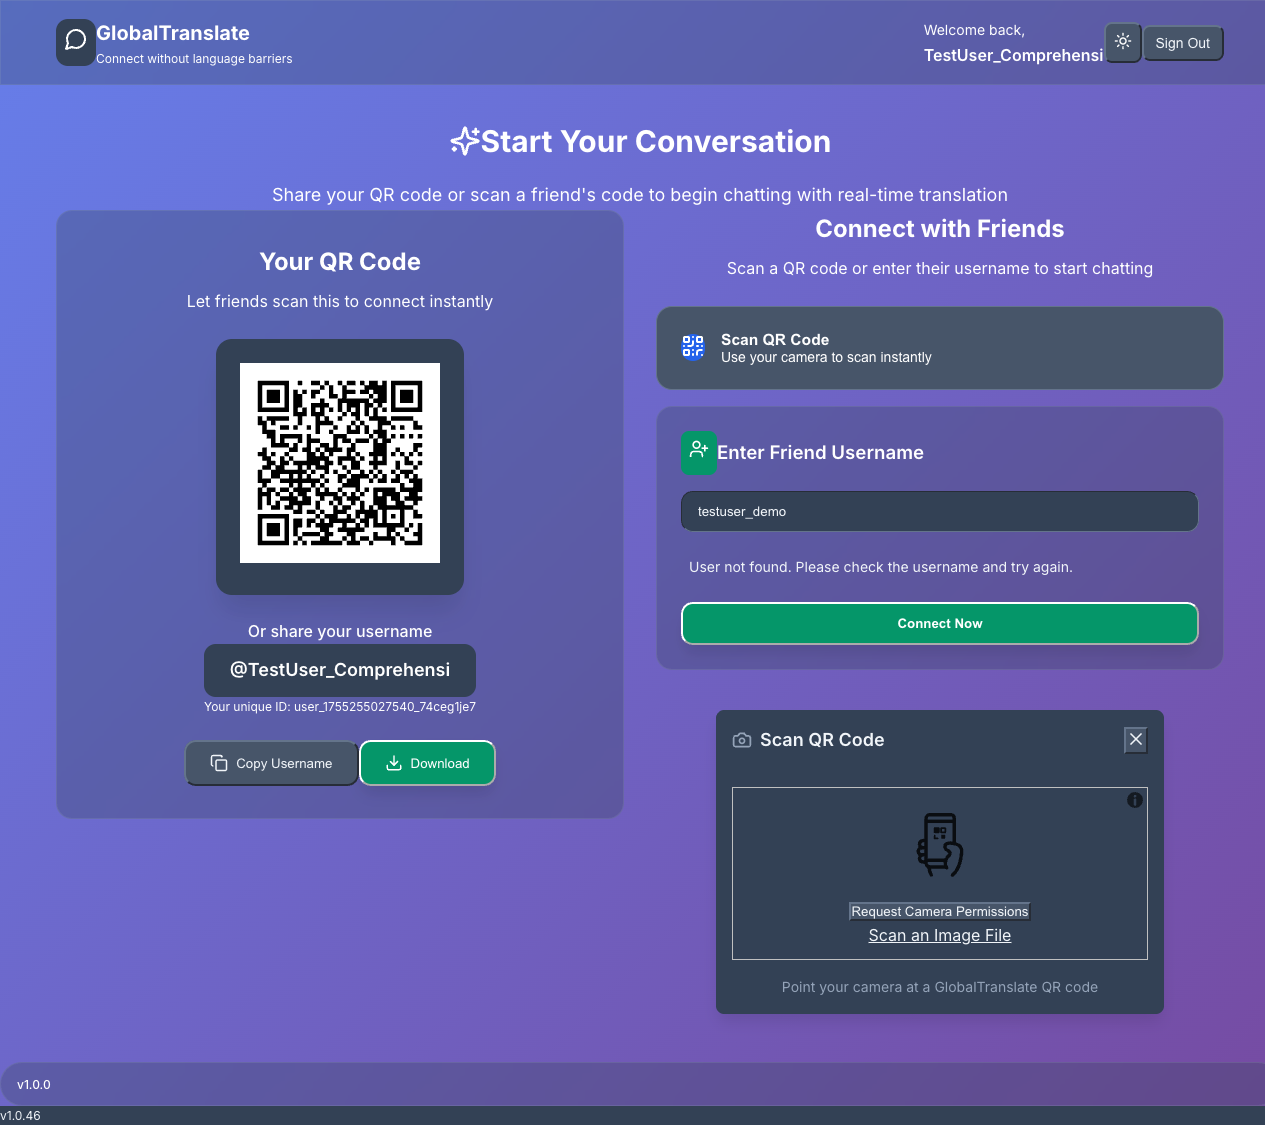 GlobalTranslate
Connect without language barriers
Welcome back,
TestUser_Comprehensi
Sign Out
Start Your Conversation
Share your QR code or scan a friend's code to begin chatting with real-time translation
Your QR Code
Let friends scan this to connect instantly
Or share your username
@TestUser_Comprehensi
Your unique ID: user_1755255027540_74ceg1je7
Copy Username
Download
Connect with Friends
Scan a QR code or enter their username to start chatting
Scan QR Code
Use your camera to scan instantly
Enter Friend Username
testuser_demo
User not found. Please check the username and try again.
Connect Now
Scan QR Code
Request Camera Permissions
Scan an Image File
Point your camera at a GlobalTranslate QR code
v1.0.0
v1.0.46